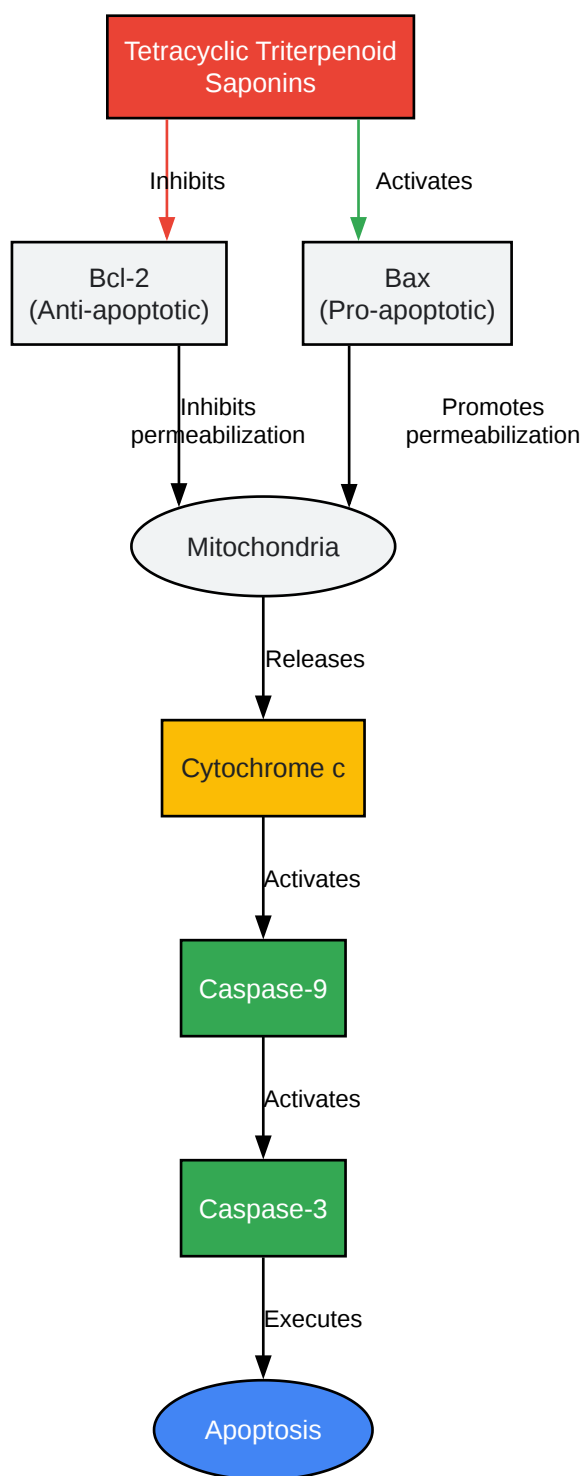 Tetracyclic Triterpenoid
Saponins
Inhibits
Activates
Bcl-2
(Anti-apoptotic)
Bax
(Pro-apoptotic)
Inhibits
permeabilization
Promotes
permeabilization
Mitochondria
Releases
Cytochrome c
Activates
Caspase-9
Activates
Caspase-3
Executes
Apoptosis